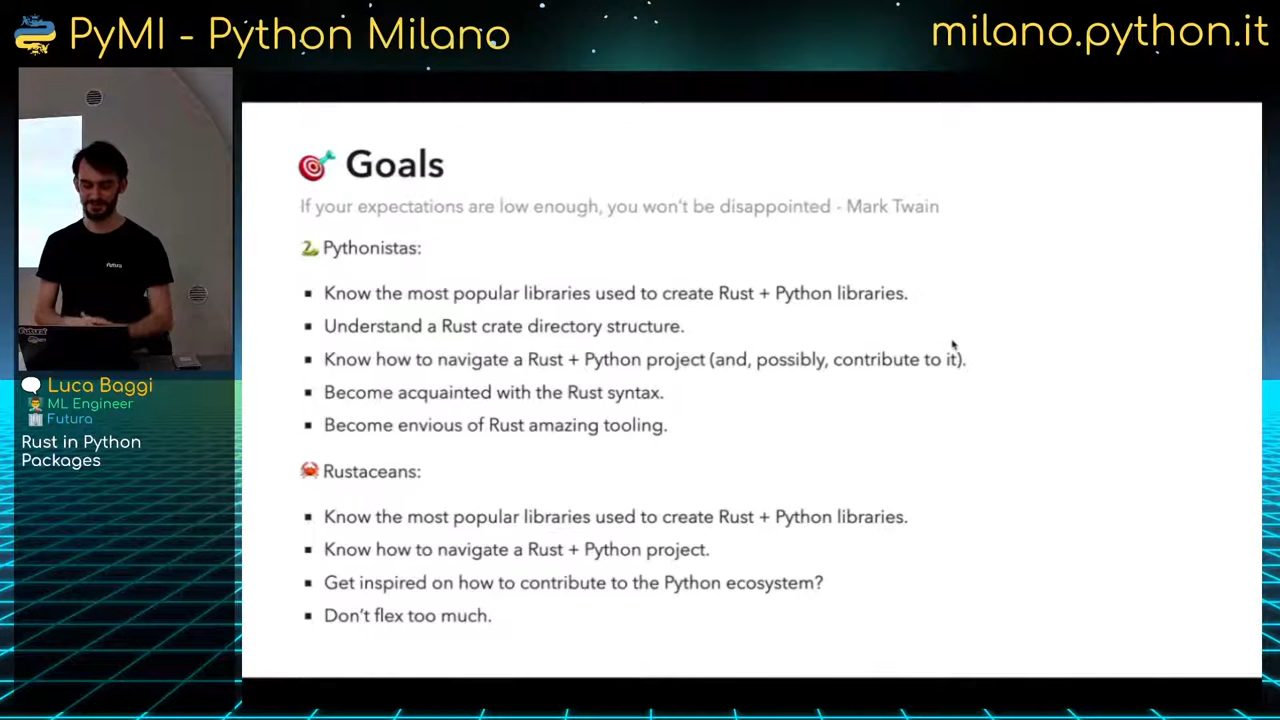 PyMI - Python Milano
milano.python.it
Futura
Futura
Luca Baggi
ML Engineer
Futura
Rust in Python
Packages
Goals
If your expectations are low enough, you won't be disappointed - Mark Twain
Pythonistas:
Know the most popular libraries used to create Rust + Python libraries.
Understand a Rust crate directory structure.
Know how to navigate a Rust + Python project (and, possibly, contribute to it).
Become acquainted with the Rust syntax.
Become envious of Rust amazing tooling.
Rustaceans:
Know the most popular libraries used to create Rust + Python libraries.
Know how to navigate a Rust + Python project.
Get inspired on how to contribute to the Python ecosystem?
Don't flex too much.